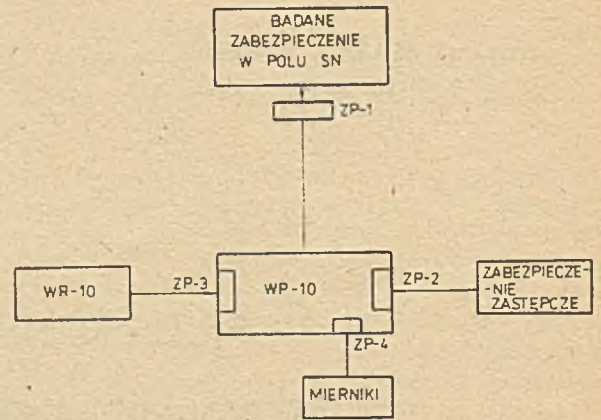 BADANE
ZABEZPIECZENIE
W POLU SN
ZP-1
WR-10
ZP-3
WP-10
ZP-2
ZABEZPIECZE-
-NIE
ZASTĘPCZE
ZP-4
MIERNIKI